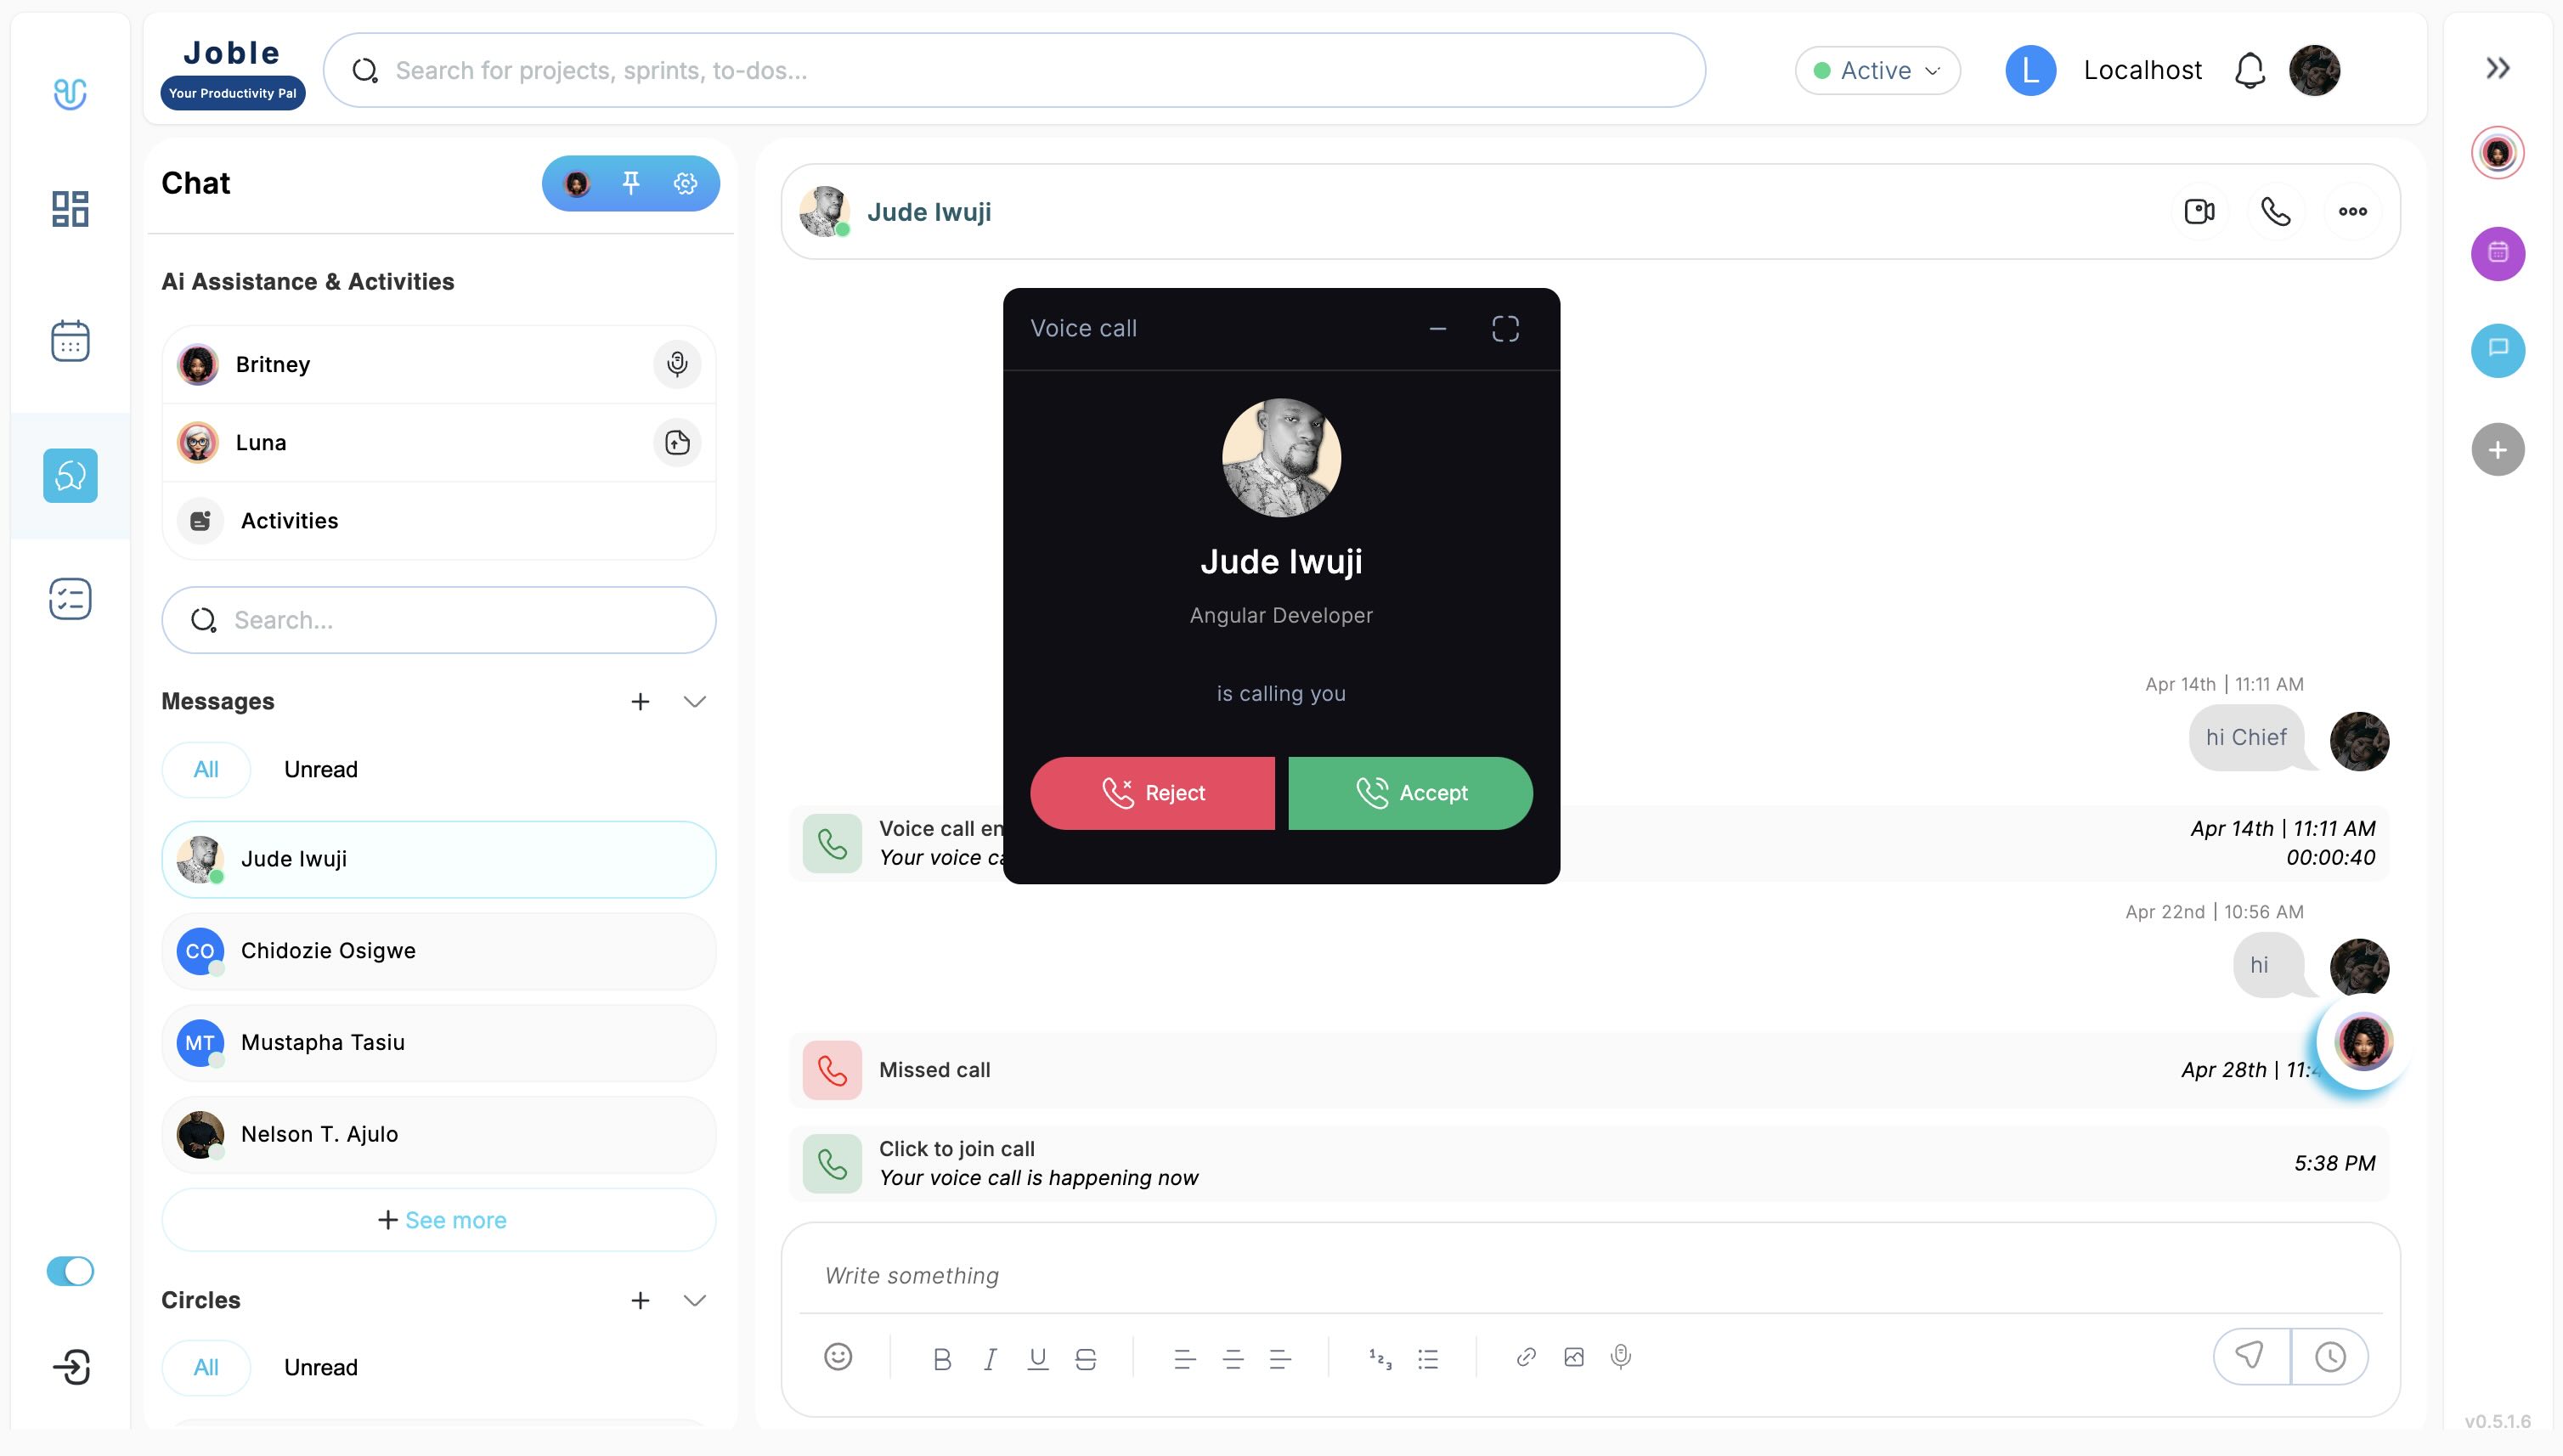 Joble
Your Productivity Pal
Search for projects, sprints, to-dos...
Active
L
Localhost
Chat
Ai Assistance & Activities
Britney
Luna
Activities
Search...
Messages
All
Unread
Jude Iwuji
CO
Chidozie Osigwe
MT
Mustapha Tasiu
Nelson T. Ajulo
See more
Circles
All
Unread
Jude Iwuji
Voice call
Jude Iwuji
Angular Developer
is calling you
Reject
Accept
Apr 14th | 11:11 AM
hi Chief
Voice call en
Apr 14th | 11:11 AM
Your voice ca
00:00:40
Apr 22nd | 10:56 AM
hi
Missed call
Apr 28th | 11:4
Click to join call
Your voice call is happening now
5:38 PM
Write something
B I U S
1 2 3
v0.5.1.6